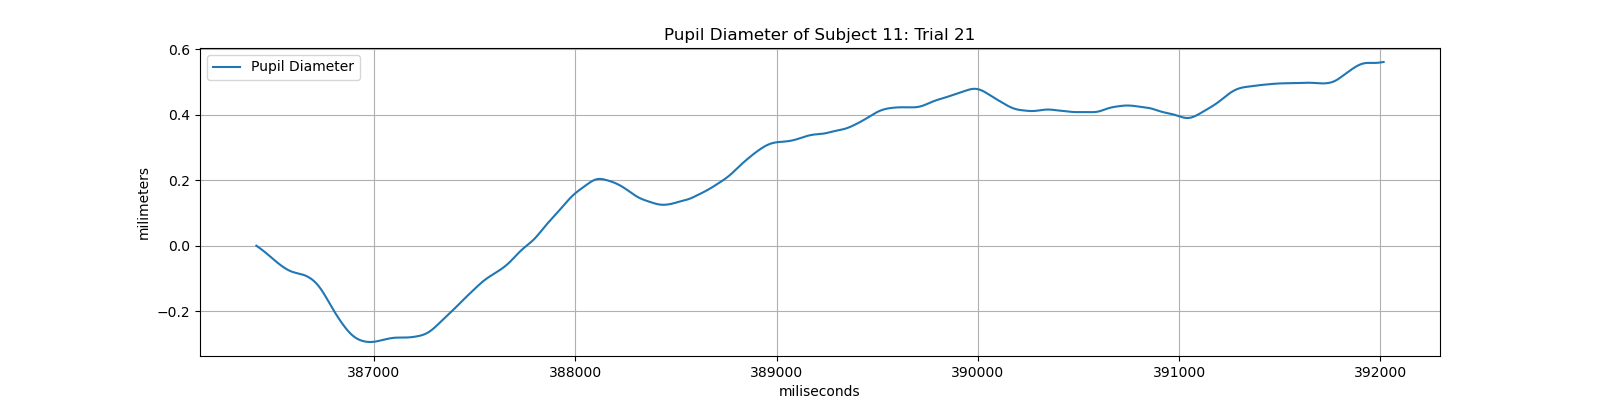 Pupil Diameter of Subject 11: Trial 21
Pupil Diameter
0.6
0.4
0.2
0.0
−0.2
milimeters
387000 388000 389000 390000 391000 392000
miliseconds